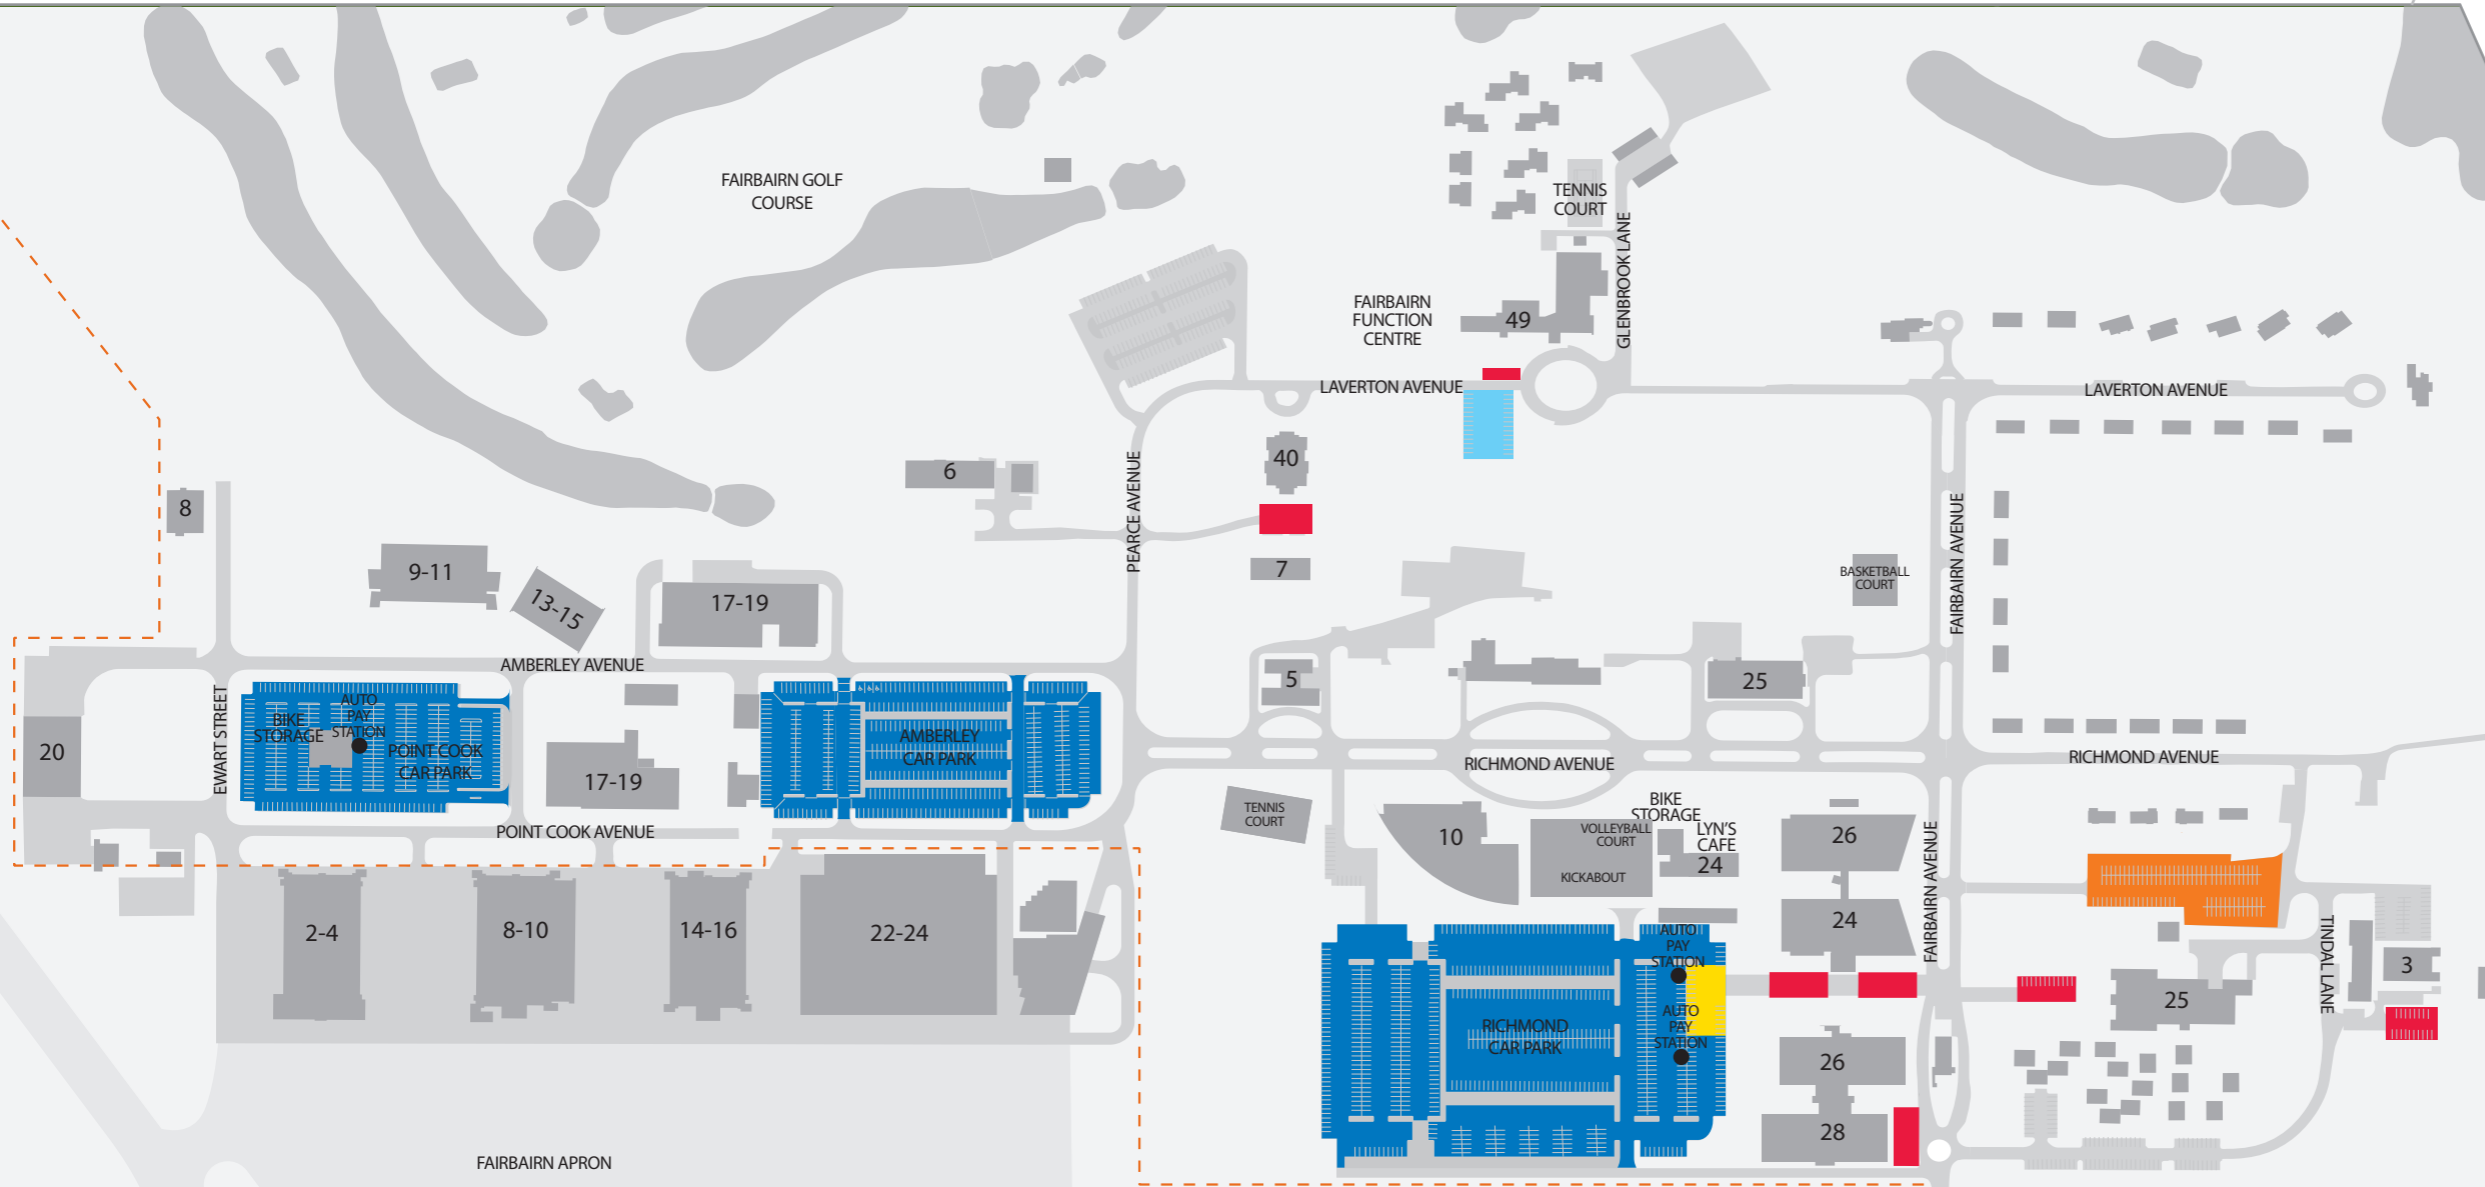 FAIRBAIRN GOLF
COURSE
TENNIS
COURT
GLENBROOK LANE
FAIRBAIRN
FUNCTION
CENTRE
49
LAVERTON AVENUE
LAVERTON AVENUE
6
40
8
PEARCE AVENUE
FAIRBAIRN AVENUE
9-11
13-15
17-19
7
BASKETBALL
COURT
AMBERLEY AVENUE
5
25
EWART STREET
20
BIKE
STORAGE
AUTO
PAY
STATION
POINT COOK
CAR PARK
17-19
AMBERLEY
CAR PARK
RICHMOND AVENUE
RICHMOND AVENUE
POINT COOK AVENUE
TENNIS
COURT
10
BIKE
STORAGE
VOLLEYBALL
COURT
KICKABOUT
LYN'S
CAFE
24
26
24
FAIRBAIRN AVENUE
2-4
8-10
14-16
22-24
AUTO
PAY
STATION
AUTO
PAY
STATION
RICHMOND
CAR PARK
TINDAL LANE
3
25
26
28
FAIRBAIRN APRON